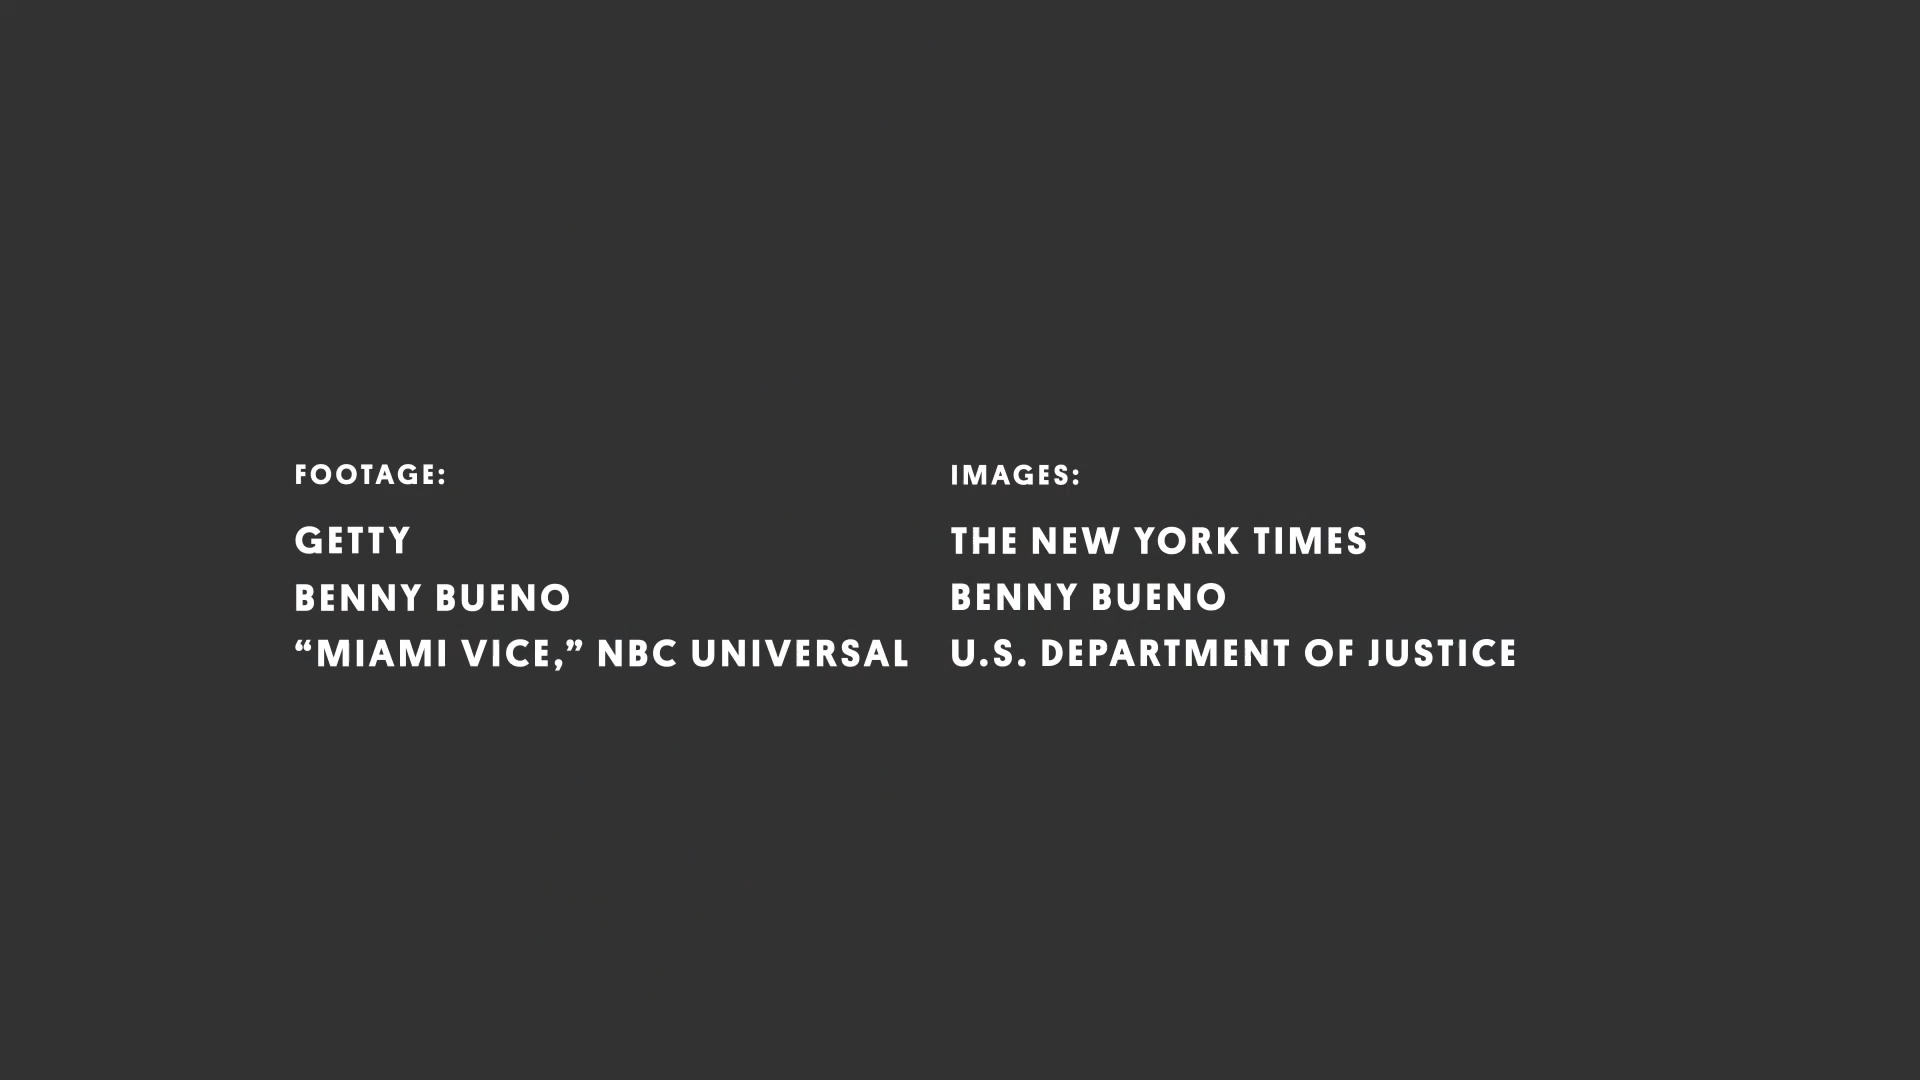 FOOTAGE:
GETTY
BENNY BUENO
“MIAMI VICE,” NBC UNIVERSAL
IMAGES:
THE NEW YORK TIMES
BENNY BUENO
U.S. DEPARTMENT OF JUSTICE